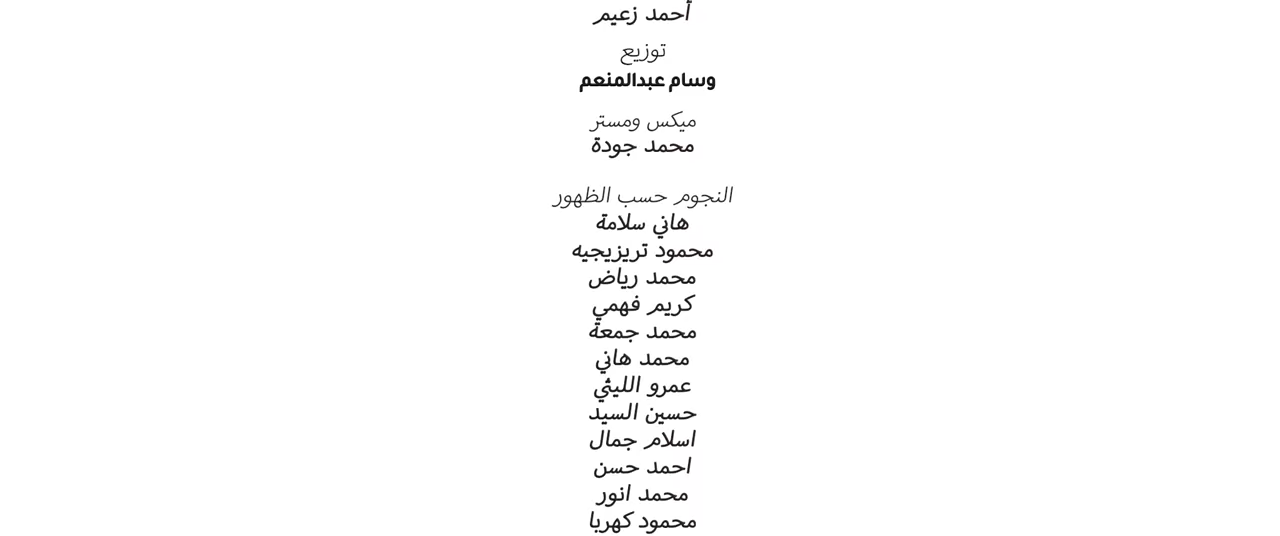 أحمد زعيم
توزيع
وسام عبدالمنعم
ميكس ومستر
محمد جودة
النجوم حسب الظهور
هاني سلامة
محمود تريزيجيه
محمد رياض
كريم فهمي
محمد جمعة
محمد هاني
عمرو الليثي
حسين السيد
اسلام جمال
احمد حسن
محمد انور
محمود كهربا